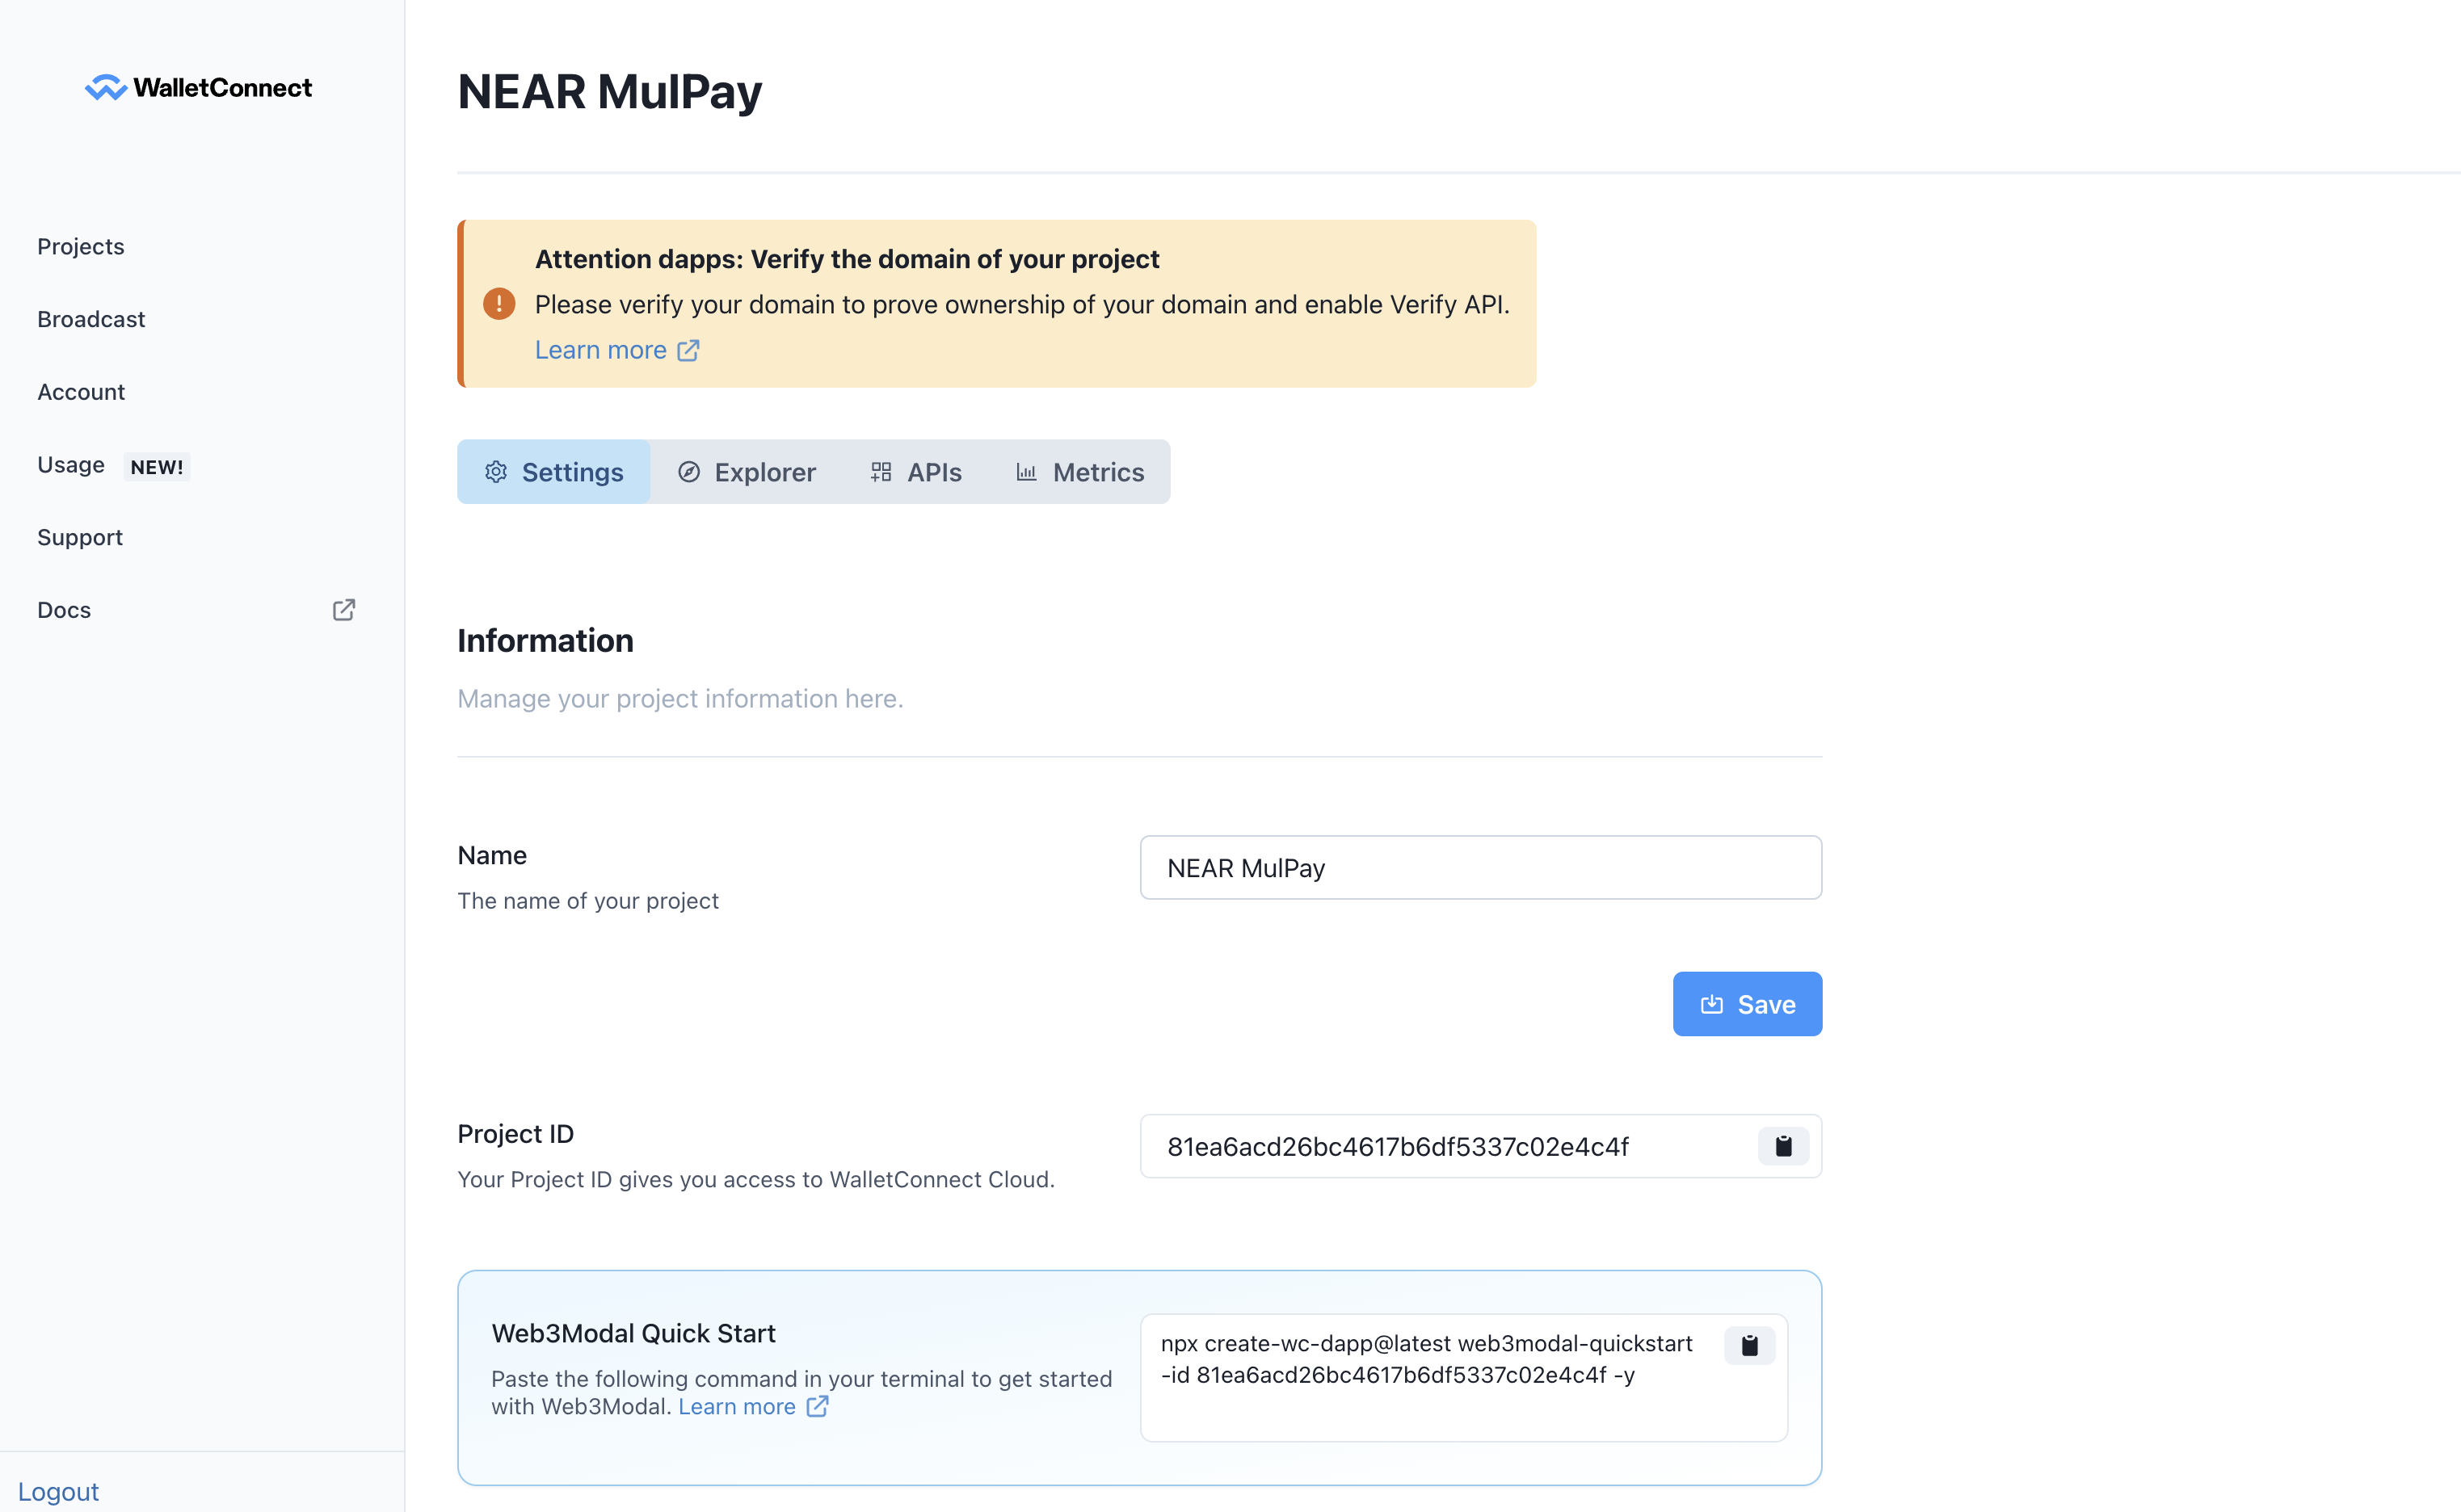 WalletConnect
Projects
Broadcast
Account
Usage NEW!
Support
Docs
Logout
NEAR MulPay
Attention dapps: Verify the domain of your project
Please verify your domain to prove ownership of your domain and enable Verify API.
Learn more
Settings Explorer APIs Metrics
Information
Manage your project information here.
Name
The name of your project
NEAR MulPay
Save
Project ID
Your Project ID gives you access to WalletConnect Cloud.
81ea6acd26bc4617b6df5337c02e4c4f
Web3Modal Quick Start
Paste the following command in your terminal to get started
with Web3Modal. Learn more
npx create-wc-dapp@latest web3modal-quickstart
-id 81ea6acd26bc4617b6df5337c02e4c4f -y